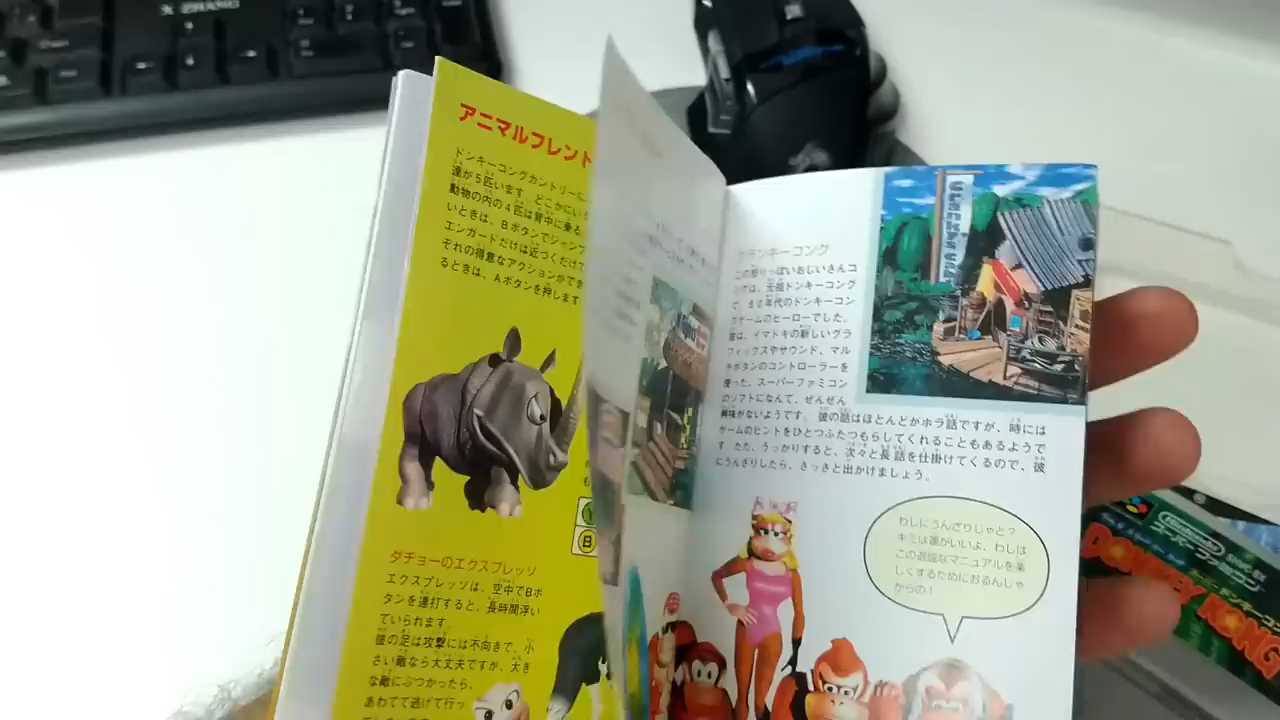 アニマルフレンド
ドンキーコングカントリーに
達が5匹います。どこかにい
動物の内の4匹は背中に乗る
いときは、Bボタンでジャンプ
エンガードだけは近づくだけで
それの得意なアクションができ
るときは、Aボタンを押します
ダチョーのエクスプレッソ
エクスプレッソは、空中でBボ
タンを連打すると、長時間浮い
ていられます。
彼の足は攻撃には不向きで、小
さい敵なら大丈夫ですが、大き
な敵にぶつかったら、
あわてて逃げて行っ
B
クランキーコング
この怒りっぽいおじいさんコ
ングは、元祖ドンキーコング
で、80年代のドンキーコン
グゲームのヒーローでした。
彼は、イマドキの新しいグラ
フィックスやサウンド、マル
チボタンのコントローラーを
使った、スーパーファミコン
のソフトになんて、ぜんぜん
興味がないようです。彼の話はほとんどがホラ話ですが、時には
ゲームのヒントをひとつふたつもらしてくれることもあるようで
す。ただ、うっかりすると、次々と長話を仕掛けてくるので、彼
にうんざりしたら、さっさと出かけましょう。
CRANKY'S CABIN
わしにうんざりじゃと?
キミは運がいいよ、わしは
この退屈なマニュアルを楽
しくするためにおるんじゃ
からの!
Nintendo
スーパーファミコン
DONKEY KONG